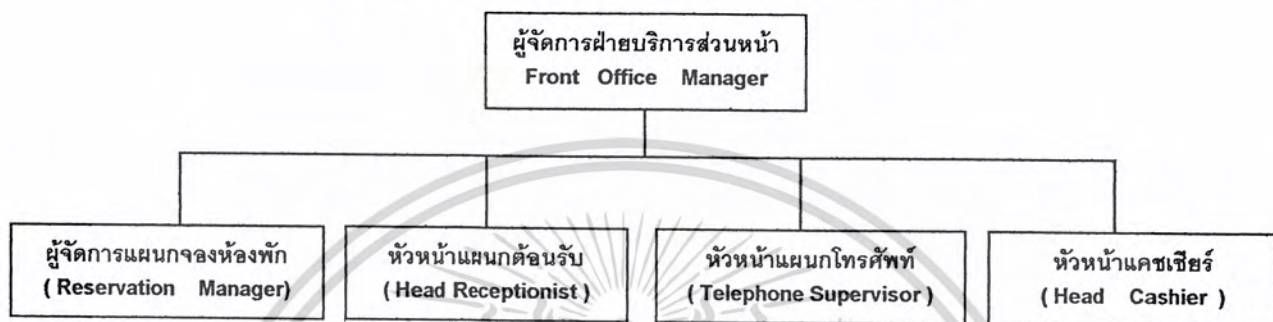 ผู้จัดการฝ่ายบริการส่วนหน้า
Front Office Manager
ผู้จัดการแผนกจองห้องพัก
( Reservation Manager)
หัวหน้าแผนกต้อนรับ
( Head Receptionist )
หัวหน้าแผนกโทรศัพท์
( Telephone Supervisor )
หัวหน้าแคชเชียร์
( Head Cashier )